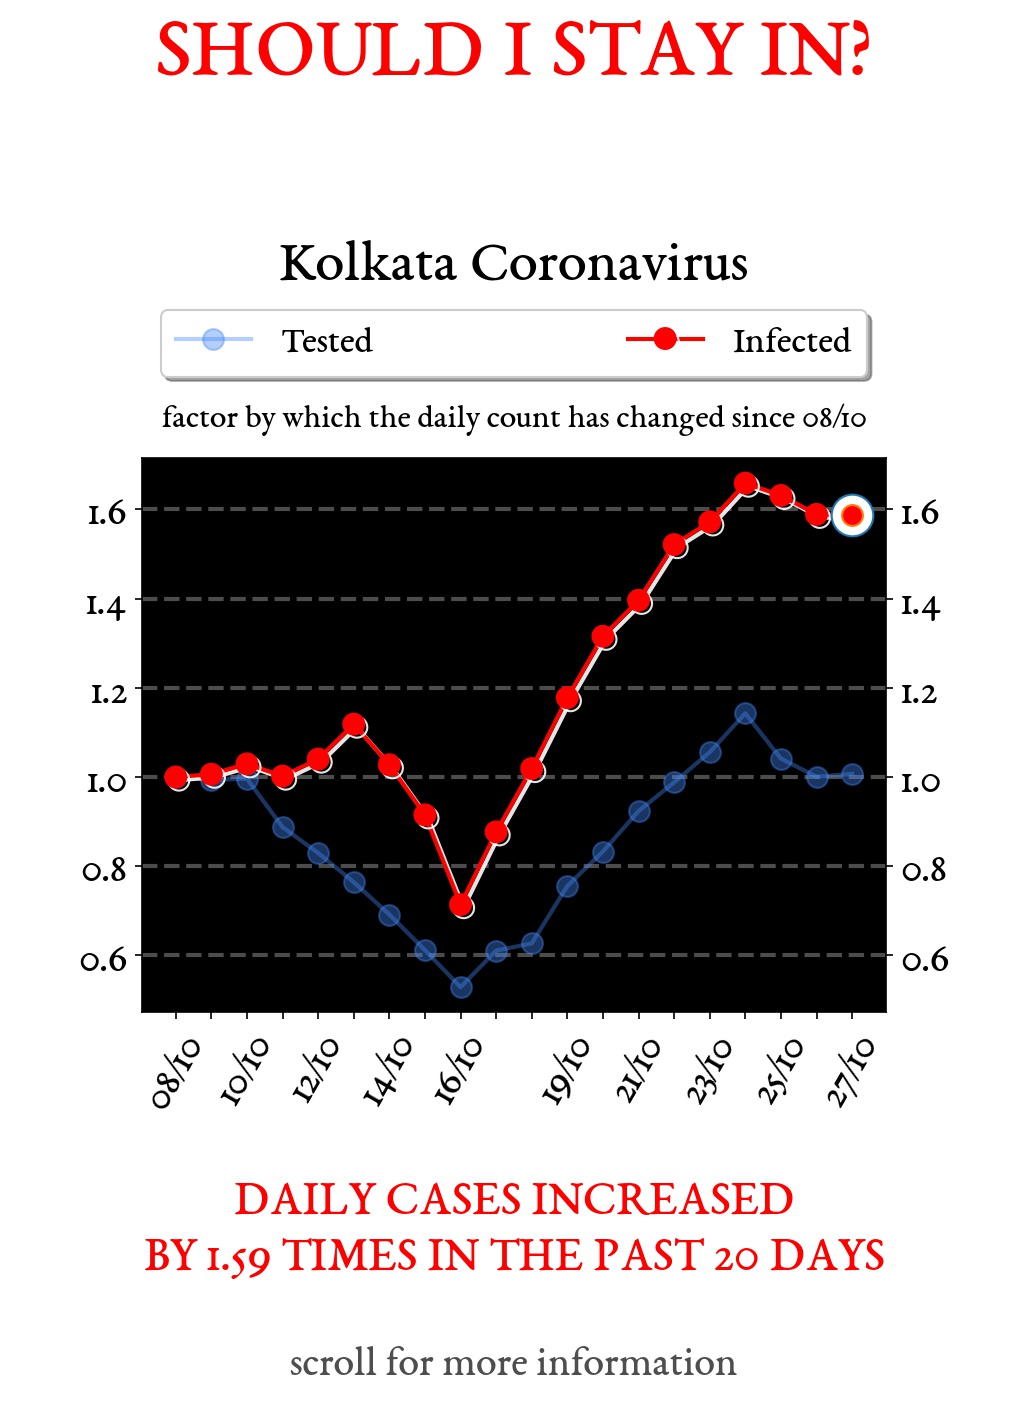 SHOULD I STAY IN?
Kolkata Coronavirus
Tested Infected
factor by which the daily count has changed since 08/10
1.6 1.6
1.4 1.4
1.2 1.2
1.0 1.0
0.8 0.8
0.6 0.6
08/10 10/10 12/10 14/10 16/10 19/10 21/10 23/10 25/10 27/10
DAILY CASES INCREASED
BY 1.59 TIMES IN THE PAST 20 DAYS
scroll for more information